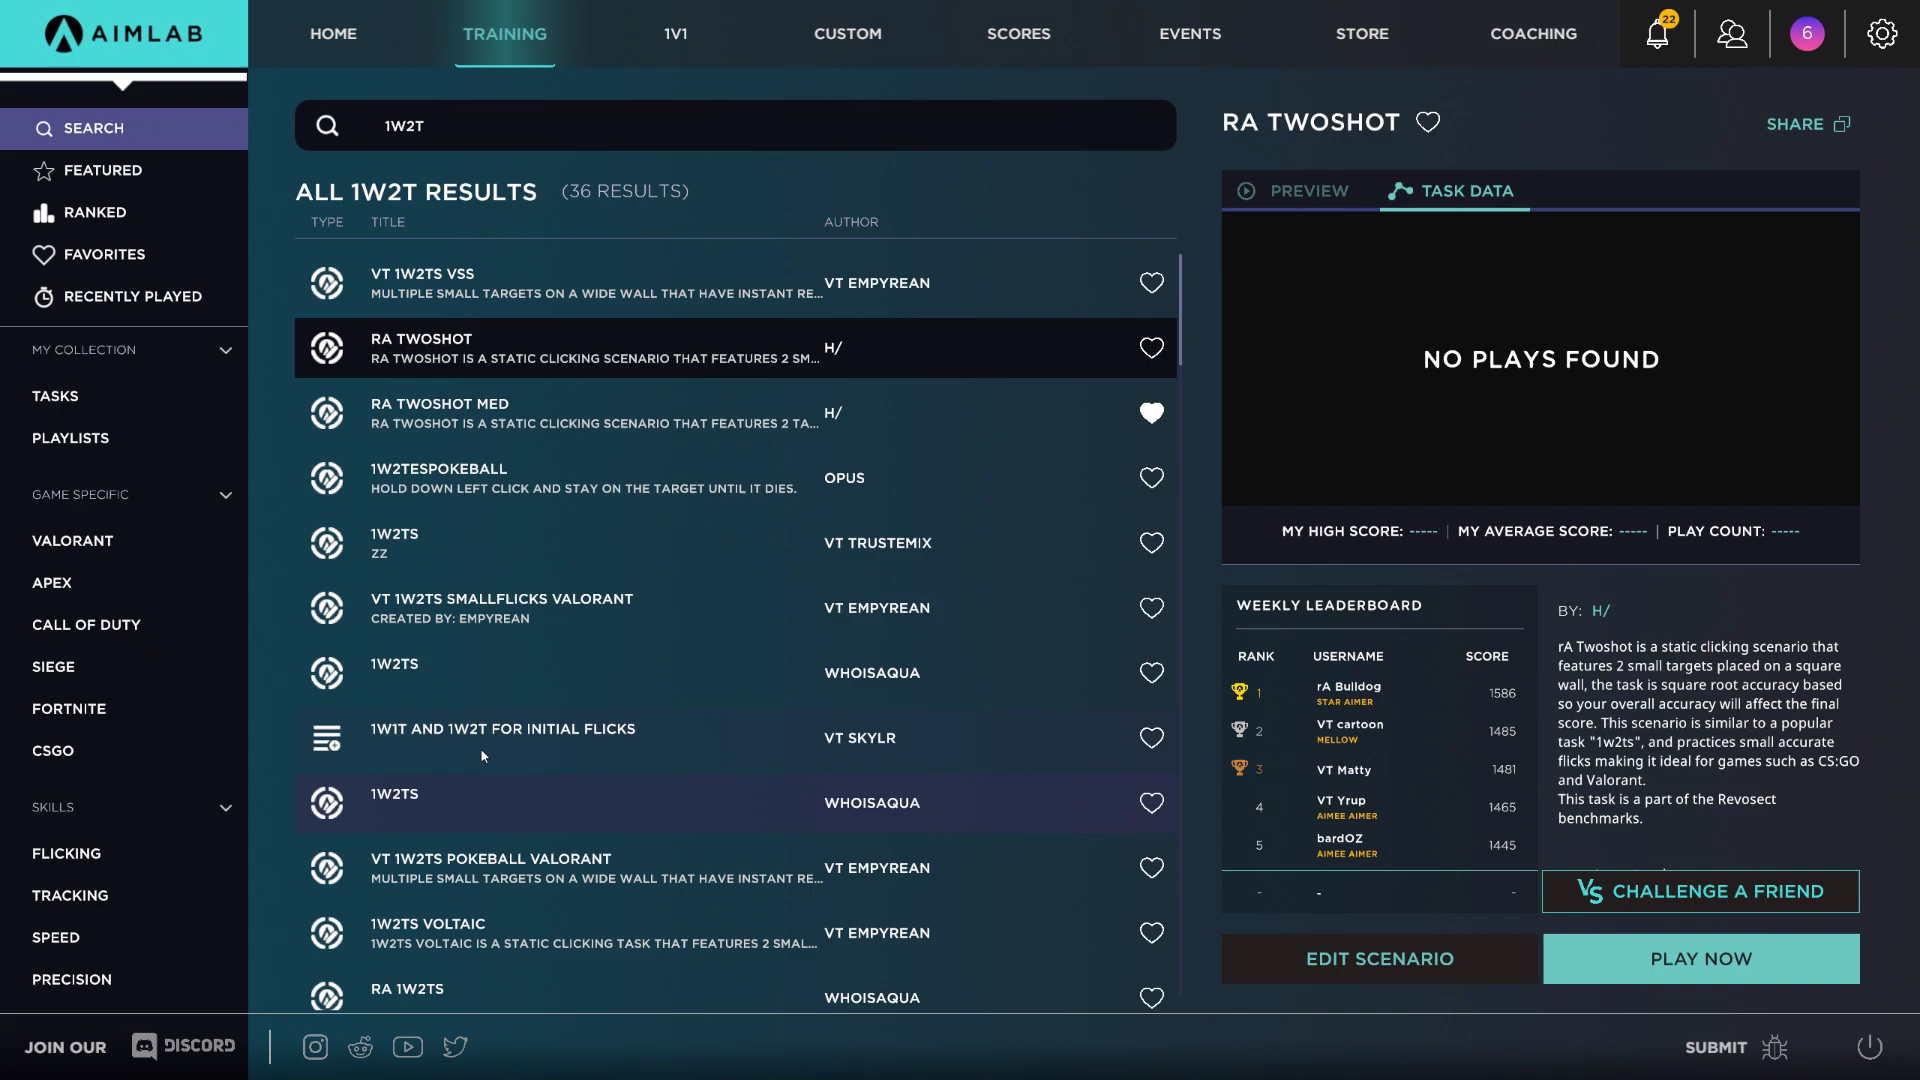 AIMLAB
HOME
TRAINING
1V1
CUSTOM
SCORES
EVENTS
STORE
COACHING
22
6
SEARCH
FEATURED
RANKED
FAVORITES
RECENTLY PLAYED
MY COLLECTION
TASKS
PLAYLISTS
GAME SPECIFIC
VALORANT
APEX
CALL OF DUTY
SIEGE
FORTNITE
CSGO
SKILLS
FLICKING
TRACKING
SPEED
PRECISION
1W2T
ALL 1W2T RESULTS (36 RESULTS)
TYPE TITLE AUTHOR
VT 1W2TS VSS
MULTIPLE SMALL TARGETS ON A WIDE WALL THAT HAVE INSTANT RE...
VT EMPYREAN
RA TWOSHOT
RA TWOSHOT IS A STATIC CLICKING SCENARIO THAT FEATURES 2 SM...
H/
RA TWOSHOT MED
RA TWOSHOT IS A STATIC CLICKING SCENARIO THAT FEATURES 2 TA...
H/
1W2TESPOKEBALL
HOLD DOWN LEFT CLICK AND STAY ON THE TARGET UNTIL IT DIES.
OPUS
1W2TS
ZZ
VT TRUSTEMIX
VT 1W2TS SMALLFLICKS VALORANT
CREATED BY: EMPYREAN
VT EMPYREAN
1W2TS
WHOISAQUA
1W1T AND 1W2T FOR INITIAL FLICKS
VT SKYLR
1W2TS
WHOISAQUA
VT 1W2TS POKEBALL VALORANT
MULTIPLE SMALL TARGETS ON A WIDE WALL THAT HAVE INSTANT RE...
VT EMPYREAN
1W2TS VOLTAIC
1W2TS VOLTAIC IS A STATIC CLICKING TASK THAT FEATURES 2 SMAL...
VT EMPYREAN
RA 1W2TS
WHOISAQUA
RA TWOSHOT
SHARE
PREVIEW
TASK DATA
NO PLAYS FOUND
MY HIGH SCORE: ----- | MY AVERAGE SCORE: ----- | PLAY COUNT: -----
WEEKLY LEADERBOARD
RANK USERNAME SCORE
1 rA Bulldog 1586
STAR AIMER
2 VT cartoon 1485
MELLOW
3 VT Matty 1481
4 VT Yrup 1465
AIMEE AIMER
5 bardOZ 1445
AIMEE AIMER
- - -
BY: H/
rA Twoshot is a static clicking scenario that
features 2 small targets placed on a square
wall, the task is square root accuracy based
so your overall accuracy will affect the final
score. This scenario is similar to a popular
task "1w2ts", and practices small accurate
flicks making it ideal for games such as CS:GO
and Valorant.
This task is a part of the Revosect
benchmarks.
VS CHALLENGE A FRIEND
EDIT SCENARIO
PLAY NOW
JOIN OUR DISCORD
SUBMIT